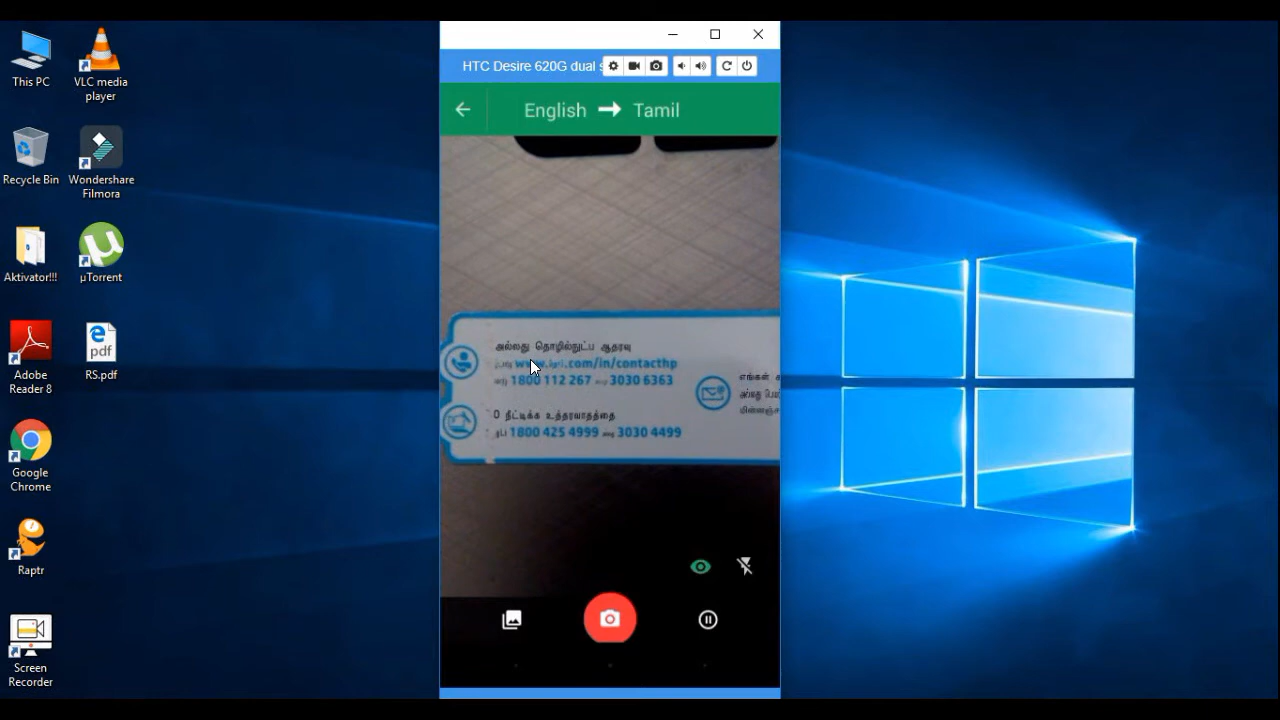 This PC
VLC media
player
Recycle Bin
Wondershare
Filmora
Aktivator!!!
µTorrent
Adobe
Reader 8
RS.pdf
Google
Chrome
Raptr
Screen
Recorder
HTC Desire 620G dual s
English → Tamil
அல்லது தொழில்நுட்ப ஆதரவு
.com/in/contacthp
1800 112 267 3030 6363
0 நீட்டிக்க உத்தரவாதத்தை
1800 425 4999 3030 4499
எங்கள்